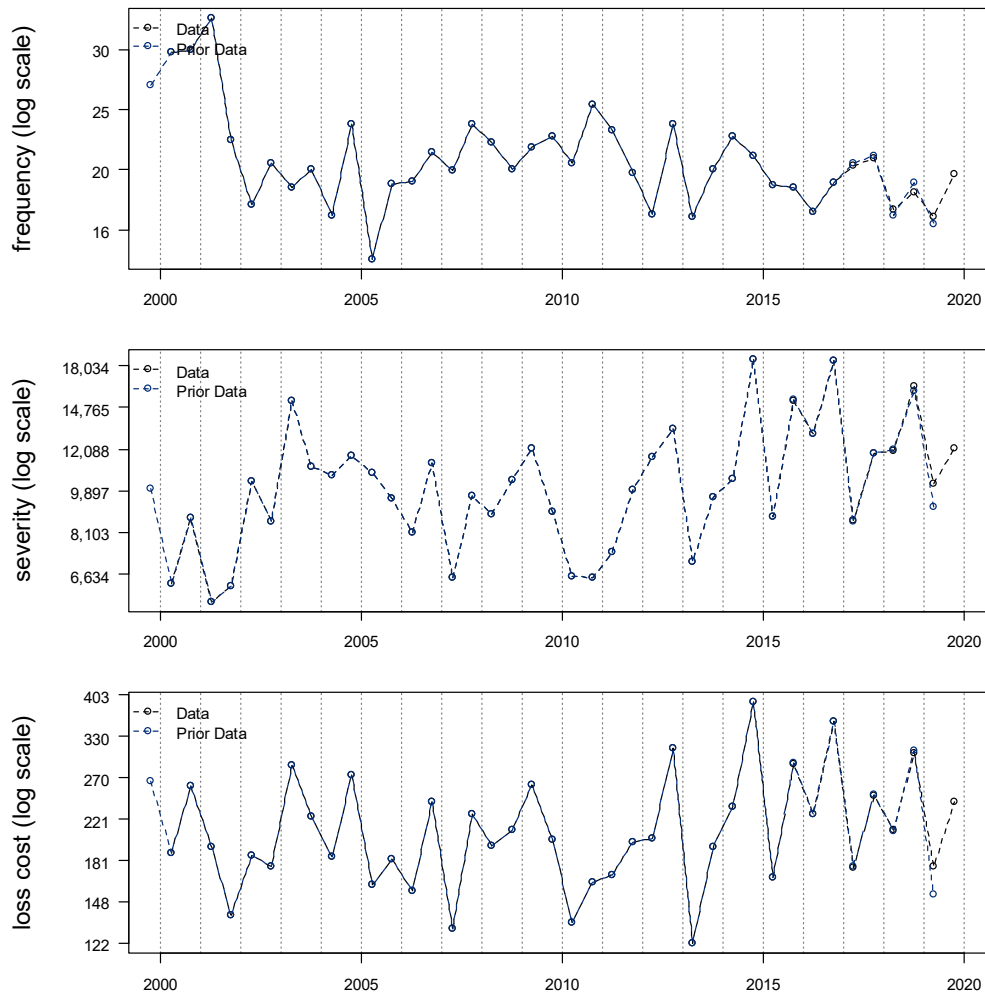 frequency (log scale)
30
25
20
16
Data
Prior Data
2000 2005 2010 2015 2020
severity (log scale)
18,034
14,765
12,088
9,897
8,103
6,634
Data
Prior Data
2000 2005 2010 2015 2020
loss cost (log scale)
403
330
270
221
181
148
122
Data
Prior Data
2000 2005 2010 2015 2020